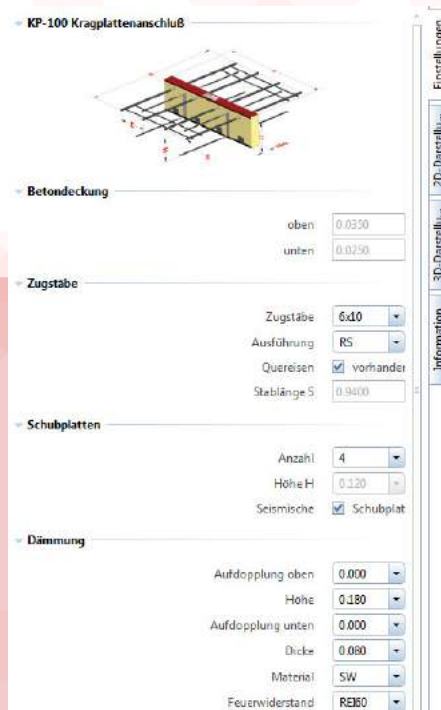 KP-100 Kragplattenanschluß
Betondeckung
oben 0.0350
unten 0.0250
Zugstäbe
Zugstäbe 6x10
Ausführung RS
Quereisen vorhander
Stablänge S 0.9400
Schubplatten
Anzahl 4
Höhe H 0.120
Seismische Schubplat
Dämmung
Aufdopplung oben 0.000
Höhe 0.180
Aufdopplung unten 0.000
Dicke 0.080
Material SW
Feuerwiderstand REI60
Einstellungen
2D-Darstellu
3D-Darstellu
Information